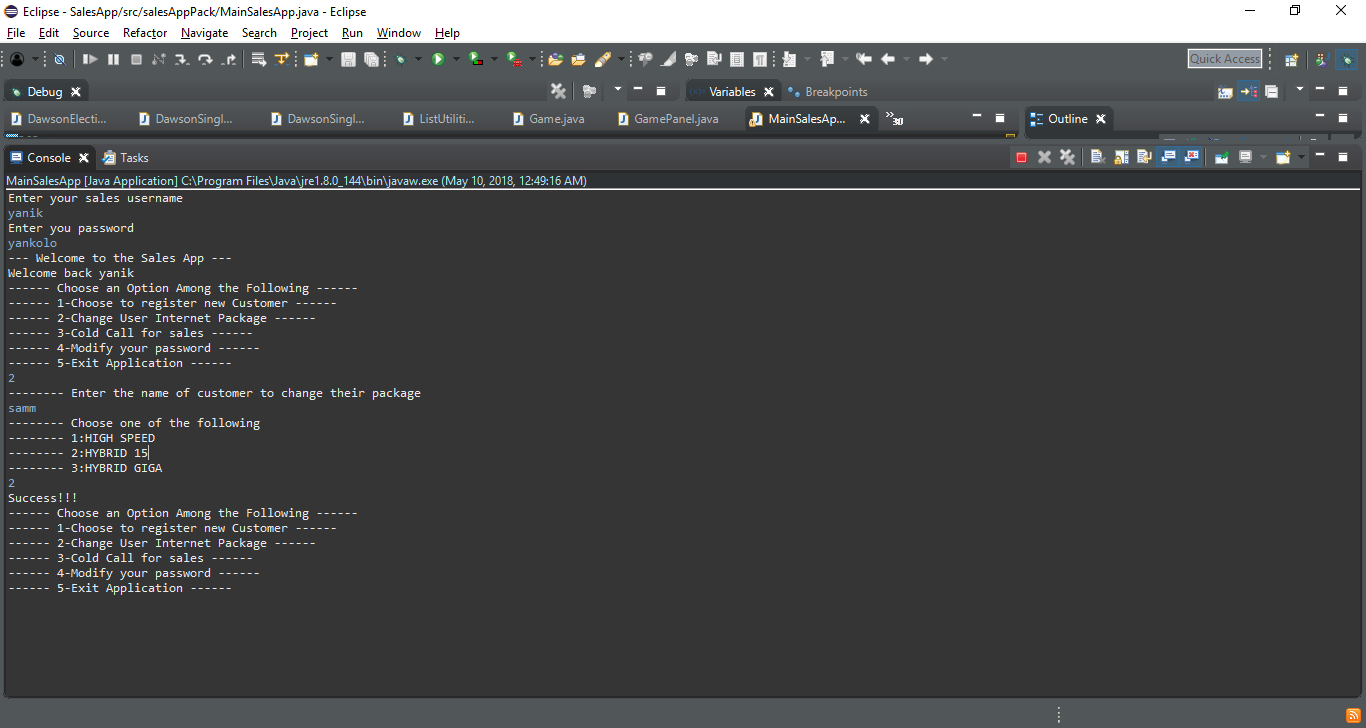 Eclipse - SalesApp/src/salesAppPack/MainSalesApp.java - Eclipse
File Edit Source Refactor Navigate Search Project Run Window Help
Quick Access
Debug Variables Breakpoints
DawsonElecti... DawsonSingl... DawsonSingl... ListUtiliti... Game.java GamePanel.java MainSalesAp... »30 Outline
Console Tasks
MainSalesApp [Java Application] C:\Program Files\Java\jre1.8.0_144\bin\javaw.exe (May 10, 2018, 12:49:16 AM)
Enter your sales username
yanik
Enter you password
yankolo
--- Welcome to the Sales App ---
Welcome back yanik
------ Choose an Option Among the Following ------
------ 1-Choose to register new Customer ------
------ 2-Change User Internet Package ------
------ 3-Cold Call for sales ------
------ 4-Modify your password ------
------ 5-Exit Application ------
2
-------- Enter the name of customer to change their package
samm
-------- Choose one of the following
-------- 1:HIGH SPEED
-------- 2:HYBRID 15
-------- 3:HYBRID GIGA
2
Success!!!
------ Choose an Option Among the Following ------
------ 1-Choose to register new Customer ------
------ 2-Change User Internet Package ------
------ 3-Cold Call for sales ------
------ 4-Modify your password ------
------ 5-Exit Application ------